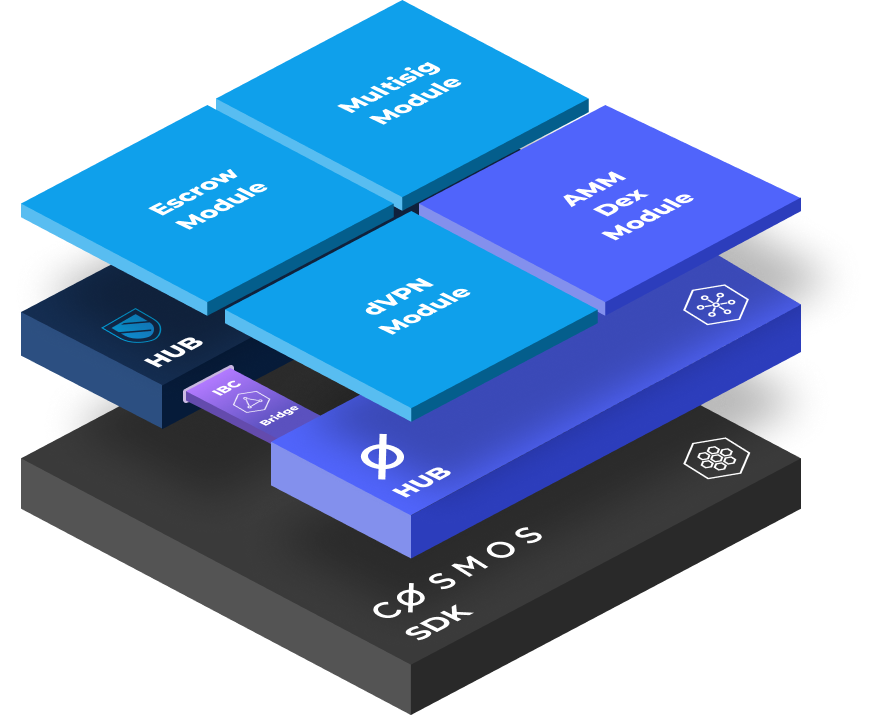 Multisig
Module
Escrow
Module
AMM
Dex
Module
dVPN
Module
HUB
IBC
Bridge
HUB
CØSMOS
SDK